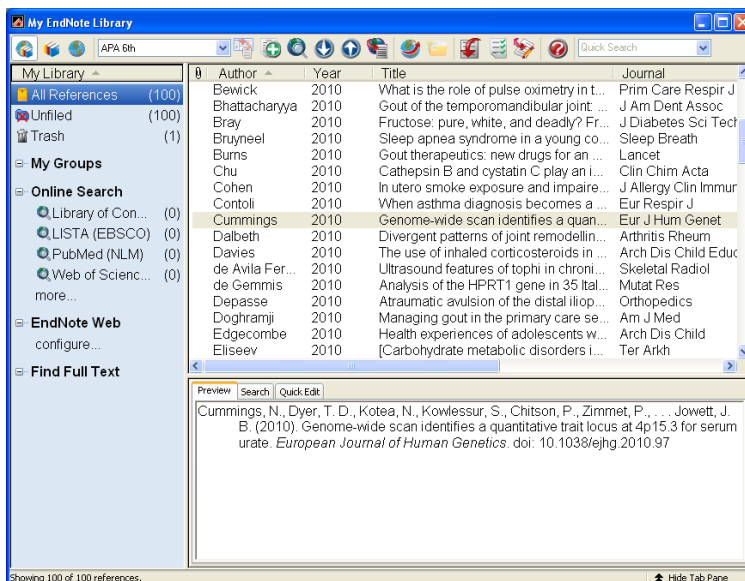 My EndNote Library
APA 6th
Quick Search
My Library
Author Year Title Journal
All References (100)
Unfiled (100)
Trash (1)
My Groups
Online Search
Library of Con... (0)
LISTA (EBSCO) (0)
PubMed (NLM) (0)
Web of Scienc... (0)
more...
EndNote Web
configure...
Find Full Text
Bewick 2010 What is the role of pulse oximetry in t... Prim Care Respir J
Bhattacharyya 2010 Gout of the temporomandibular joint: ... J Am Dent Assoc
Bray 2010 Fructose: pure, white, and deadly? Fr... J Diabetes Sci Tech
Bruyneel 2010 Sleep apnea syndrome in a young co... Sleep Breath
Burns 2010 Gout therapeutics: new drugs for an ... Lancet
Chu 2010 Cathepsin B and cystatin C play an i... Clin Chim Acta
Cohen 2010 In utero smoke exposure and impaire... J Allergy Clin Immur
Contoli 2010 When asthma diagnosis becomes a ... Eur Respir J
Cummings 2010 Genome-wide scan identifies a quan... Eur J Hum Genet
Dalbeth 2010 Divergent patterns of joint remodellin... Arthritis Rheum
Davies 2010 The use of inhaled corticosteroids in ... Arch Dis Child Educ
de Avila Fer... 2010 Ultrasound features of tophi in chroni... Skeletal Radiol
de Gemmis 2010 Analysis of the HPRT1 gene in 35 Ital... Mutat Res
Depasse 2010 Atraumatic avulsion of the distal iliop... Orthopedics
Doghramji 2010 Managing gout in the primary care se... Am J Med
Edgecombe 2010 Health experiences of adolescents w... Arch Dis Child
Eliseev 2010 [Carbohydrate metabolic disorders i... Ter Arkh
Preview Search Quick Edit
Cummings, N., Dyer, T. D., Kotea, N., Kowlessur, S., Chitson, P., Zimmet, P., . . . Jowett, J.
B. (2010). Genome-wide scan identifies a quantitative trait locus at 4p15.3 for serum
urate. European Journal of Human Genetics. doi: 10.1038/ejhg.2010.97
Showing 100 of 100 references.
Hide Tab Pane